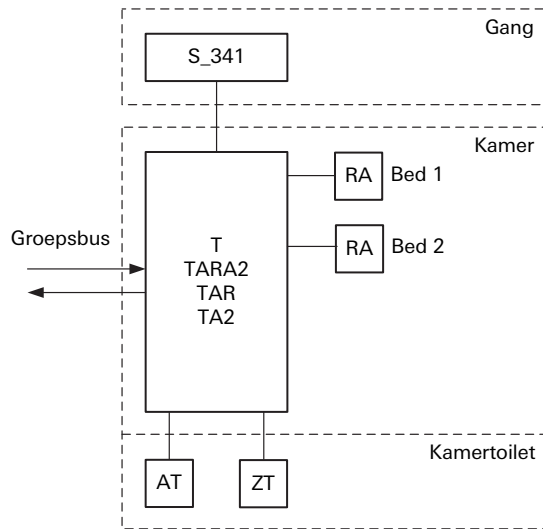 Gang
S_341
Kamer
RA Bed 1
Groepsbus
RA Bed 2
T
TARA2
TAR
TA2
Kamertoilet
AT
ZT